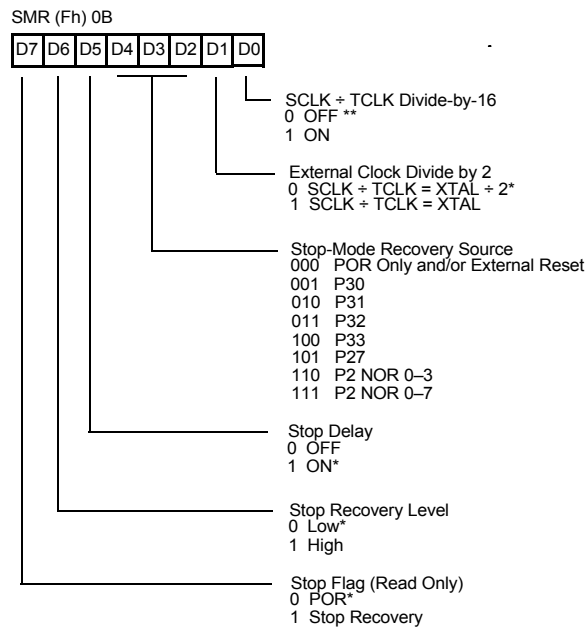 SMR (Fh) 0B
D7 D6 D5 D4 D3 D2 D1 D0
SCLK ÷ TCLK Divide-by-16
0 OFF **
1 ON
External Clock Divide by 2
0 SCLK ÷ TCLK = XTAL ÷ 2*
1 SCLK ÷ TCLK = XTAL
Stop-Mode Recovery Source
000 POR Only and/or External Reset
001 P30
010 P31
011 P32
100 P33
101 P27
110 P2 NOR 0–3
111 P2 NOR 0–7
Stop Delay
0 OFF
1 ON*
Stop Recovery Level
0 Low*
1 High
Stop Flag (Read Only)
0 POR*
1 Stop Recovery